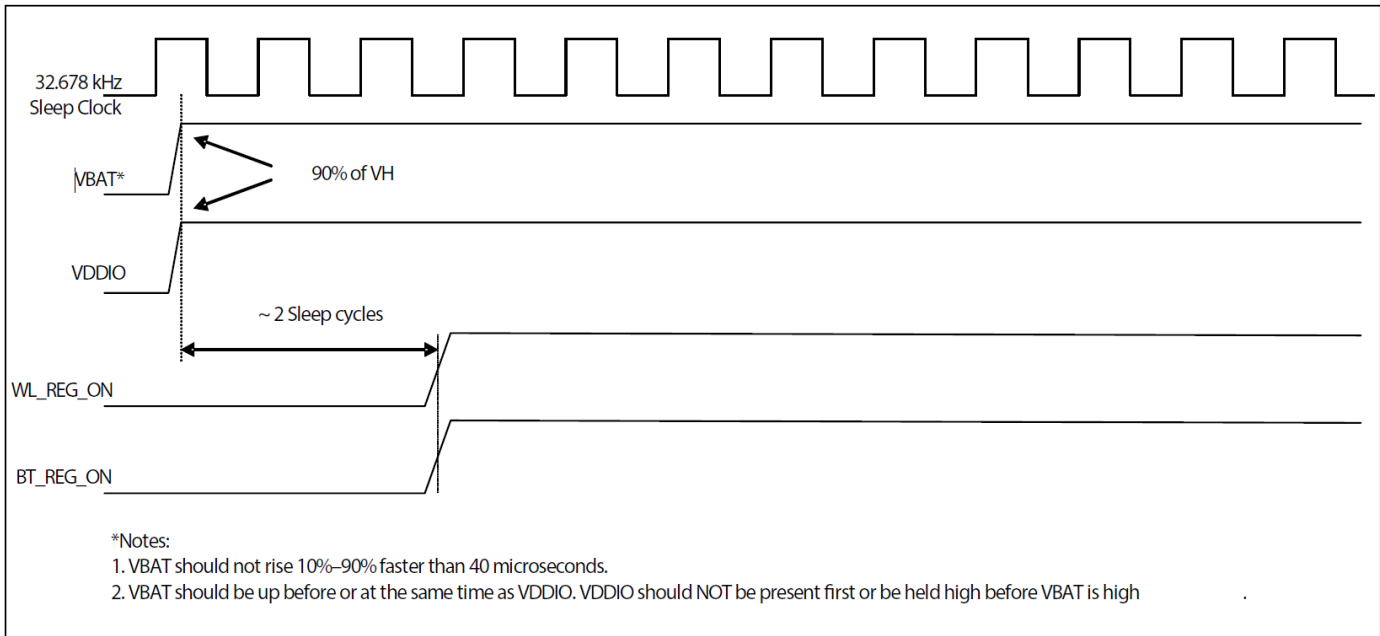 32.678 kHz
Sleep Clock
VBAT*
90% of VH
VDDIO
~ 2 Sleep cycles
WL_REG_ON
BT_REG_ON
*Notes:
1. VBAT should not rise 10%–90% faster than 40 microseconds.
2. VBAT should be up before or at the same time as VDDIO. VDDIO should NOT be present first or be held high before VBAT is high .